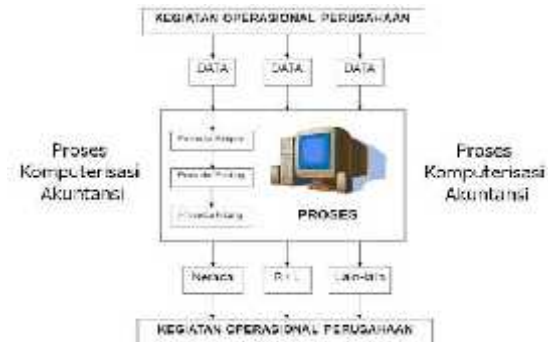 KEGIATAN OPERASIONAL PERUSAHAAN
DATA DATA DATA
Proses
Komputerisasi
Akuntansi
Proses
Komputerisasi
Akuntansi
PROSES
Neraca R / L Lain-lain
KEGIATAN OPERASIONAL PERUSAHAAN